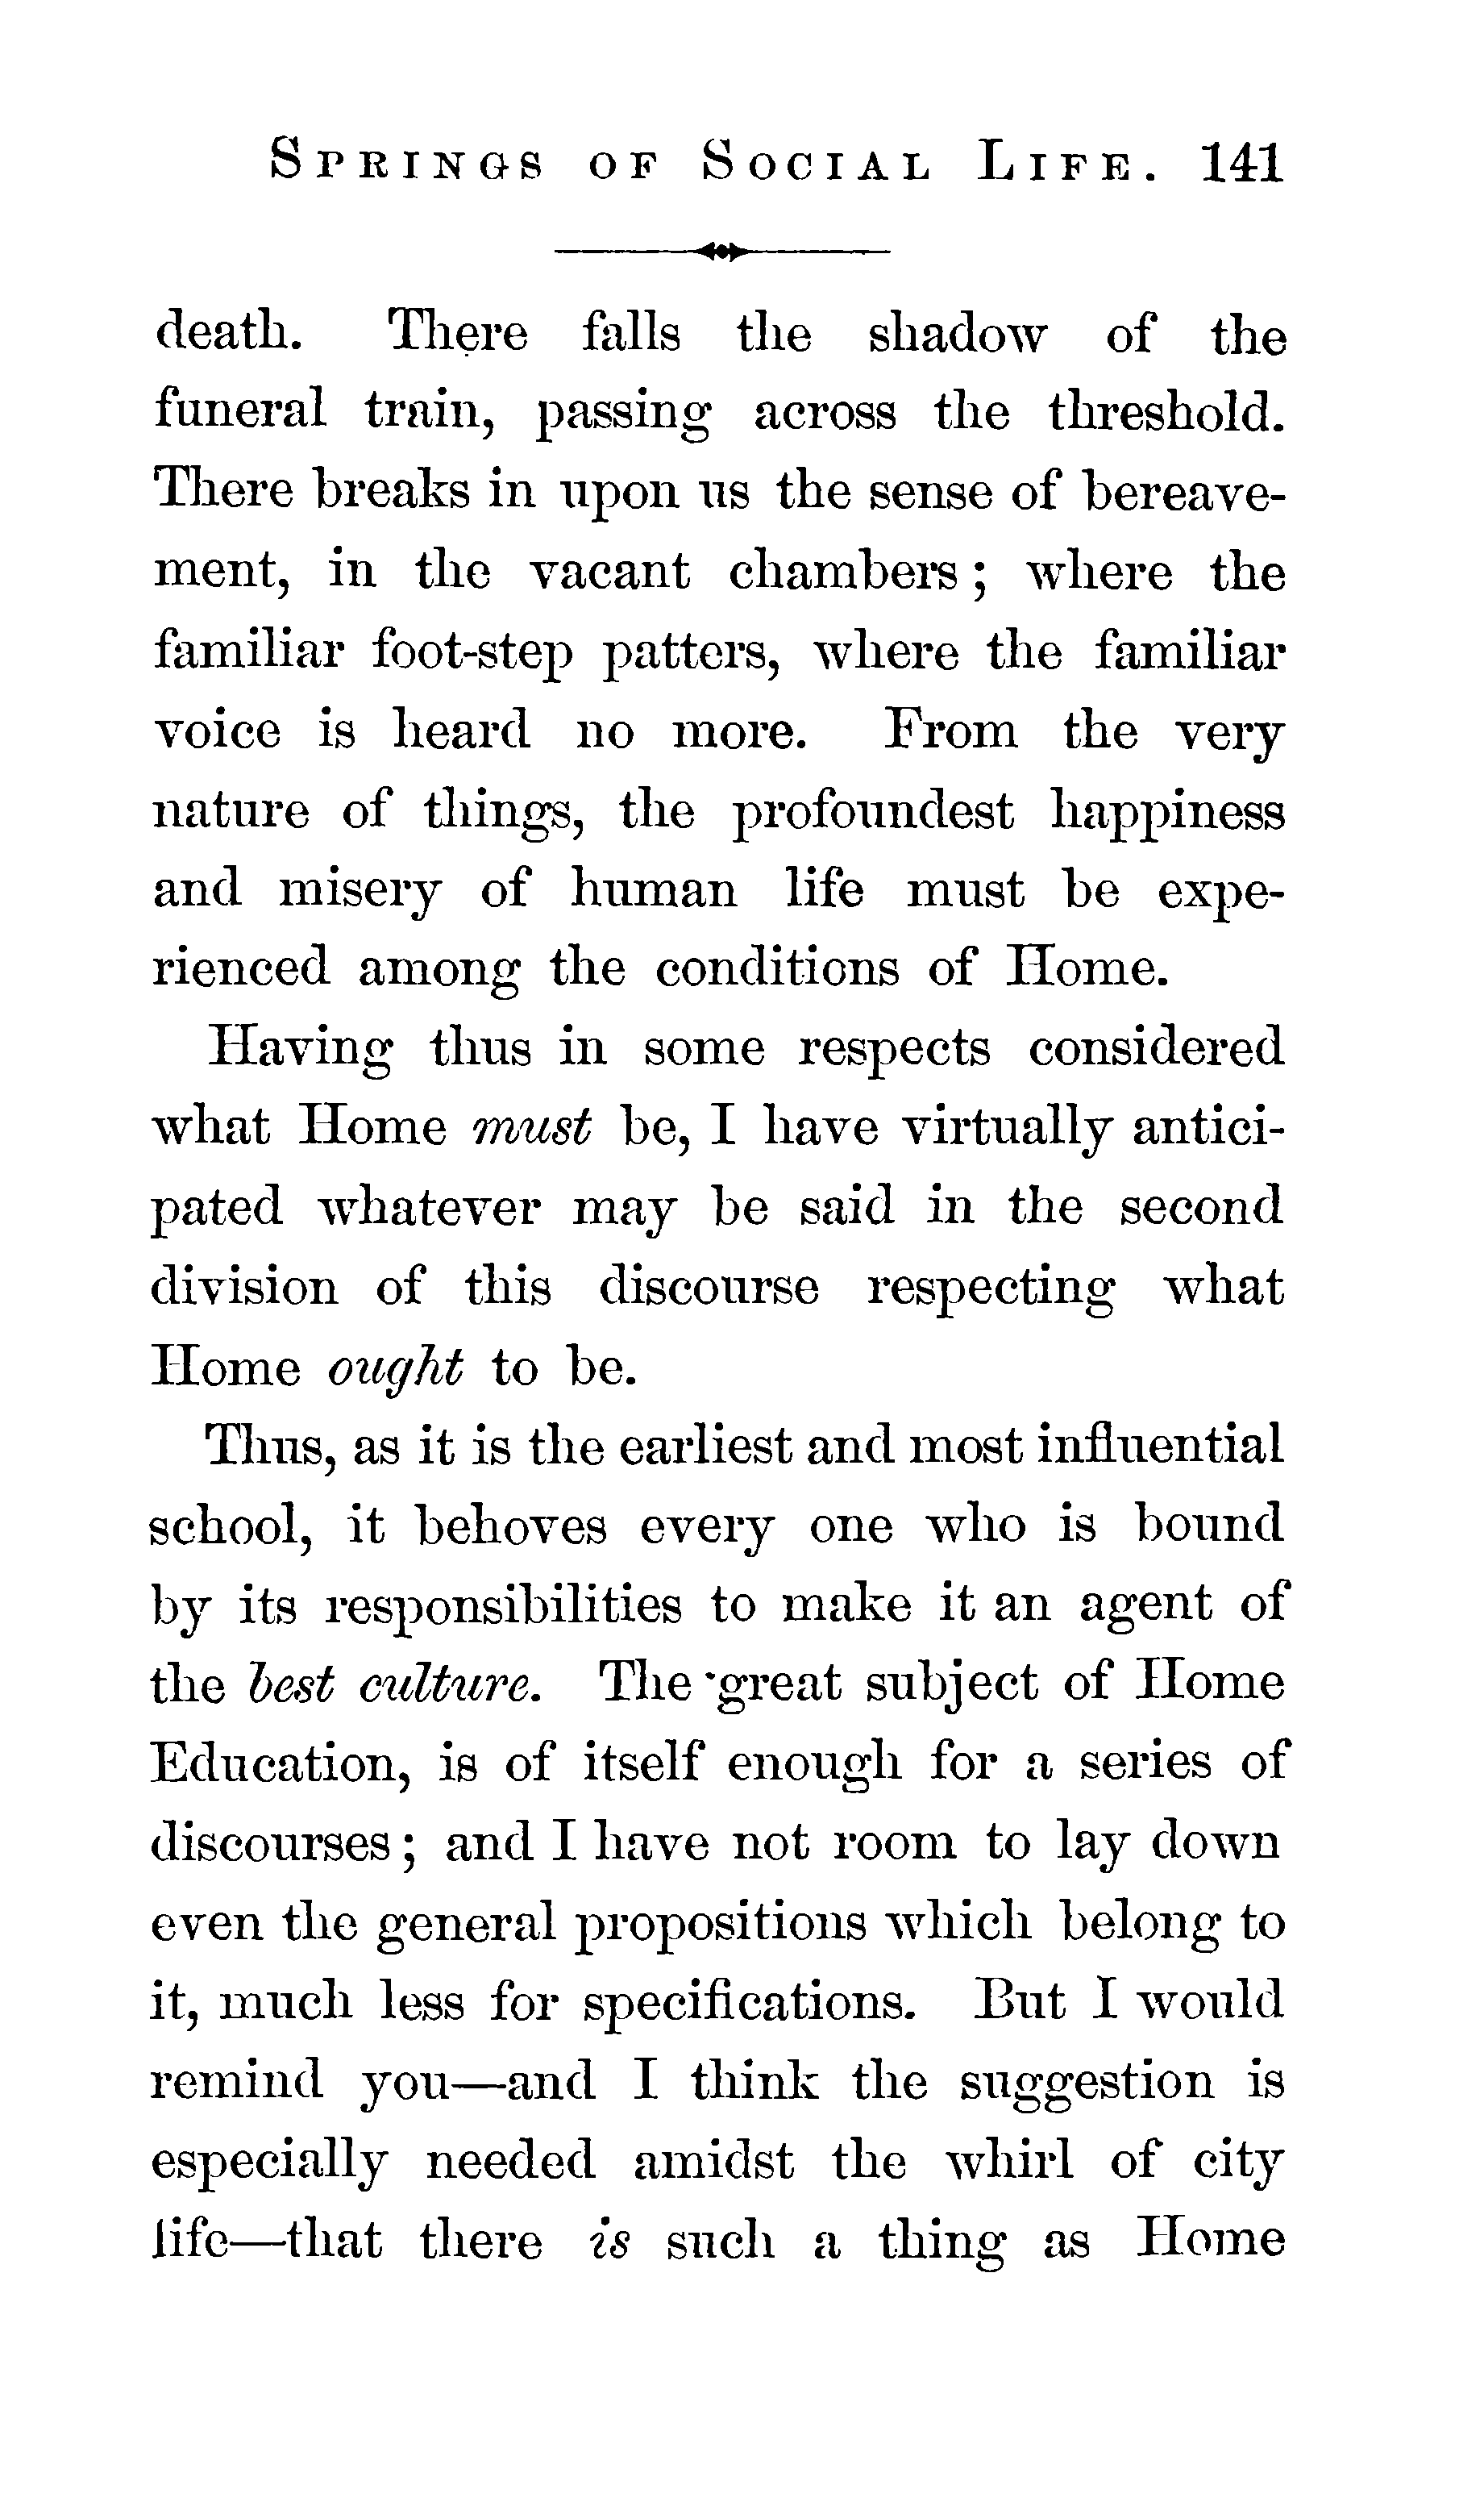 SPRINGS OF SOCIAL LIFE. 141
death. There falls the shadow of the
funeral train, passing across the threshold.
There breaks in upon us the sense of bereave-
ment, in the vacant chambers; where the
familiar foot-step patters, where the familiar
voice is heard no more. From the very
nature of things, the profoundest happiness
and misery of human life must be expe-
rienced among the conditions of Home.
Having thus in some respects considered
what Home must be, I have virtually antici-
pated whatever may be said in the second
division of this discourse respecting what
Home ought to be.
Thus, as it is the earliest and most influential
school, it behoves every one who is bound
by its responsibilities to make it an agent of
the best culture. The great subject of Home
Education, is of itself enough for a series of
discourses; and I have not room to lay down
even the general propositions which belong to
it, much less for specifications. But I would
remind you—and I think the suggestion is
especially needed amidst the whirl of city
life—that there is such a thing as Home